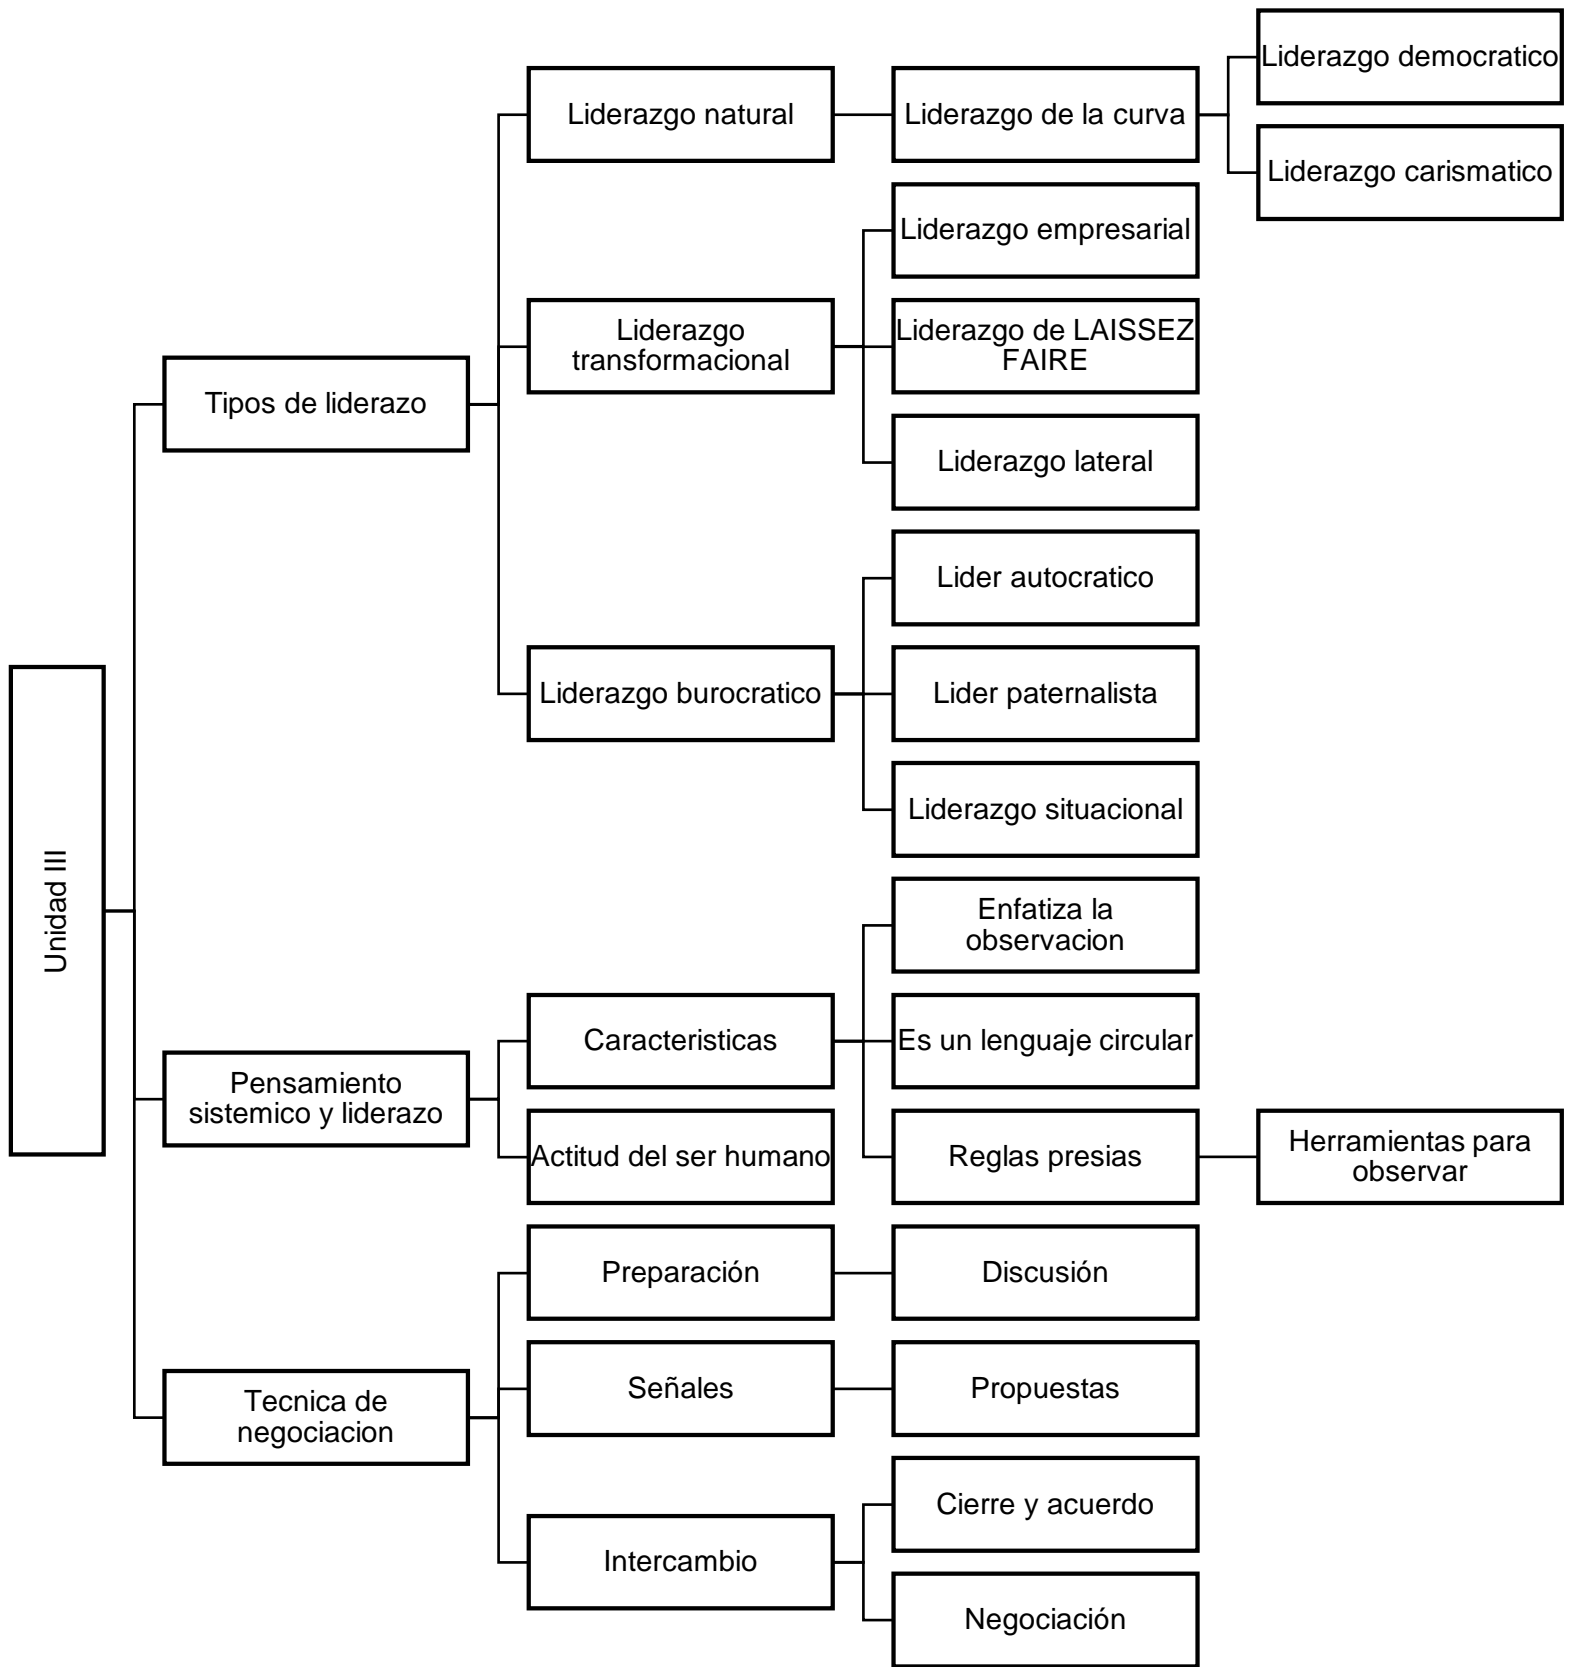 Unidad III
Tipos de liderazo
Liderazgo natural
Liderazgo de la curva
Liderazgo democratico
Liderazgo carismatico
Liderazgo
transformacional
Liderazgo empresarial
Liderazgo de LAISSEZ
FAIRE
Liderazgo lateral
Liderazgo burocratico
Lider autocratico
Lider paternalista
Liderazgo situacional
Pensamiento
sistemico y liderazo
Caracteristicas
Enfatiza la
observacion
Es un lenguaje circular
Reglas presias
Herramientas para
observar
Actitud del ser humano
Tecnica de
negociacion
Preparación
Discusión
Señales
Propuestas
Intercambio
Cierre y acuerdo
Negociación